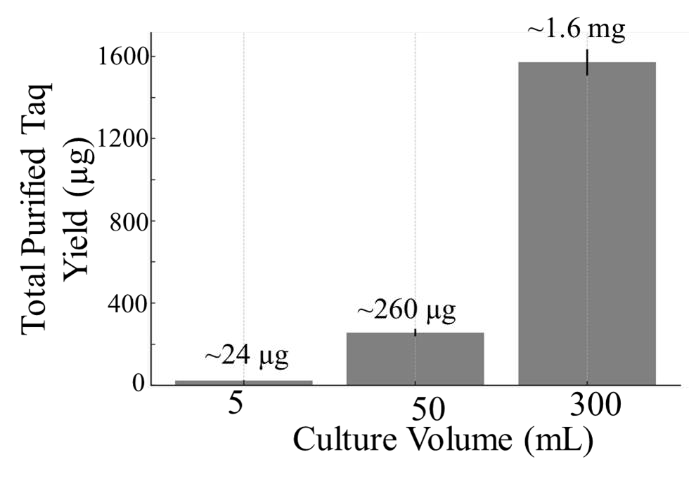 Total Purified Taq
Yield (µg)
1600
1200
800
400
0
~24 µg
~260 µg
~1.6 mg
5
50
300
Culture Volume (mL)